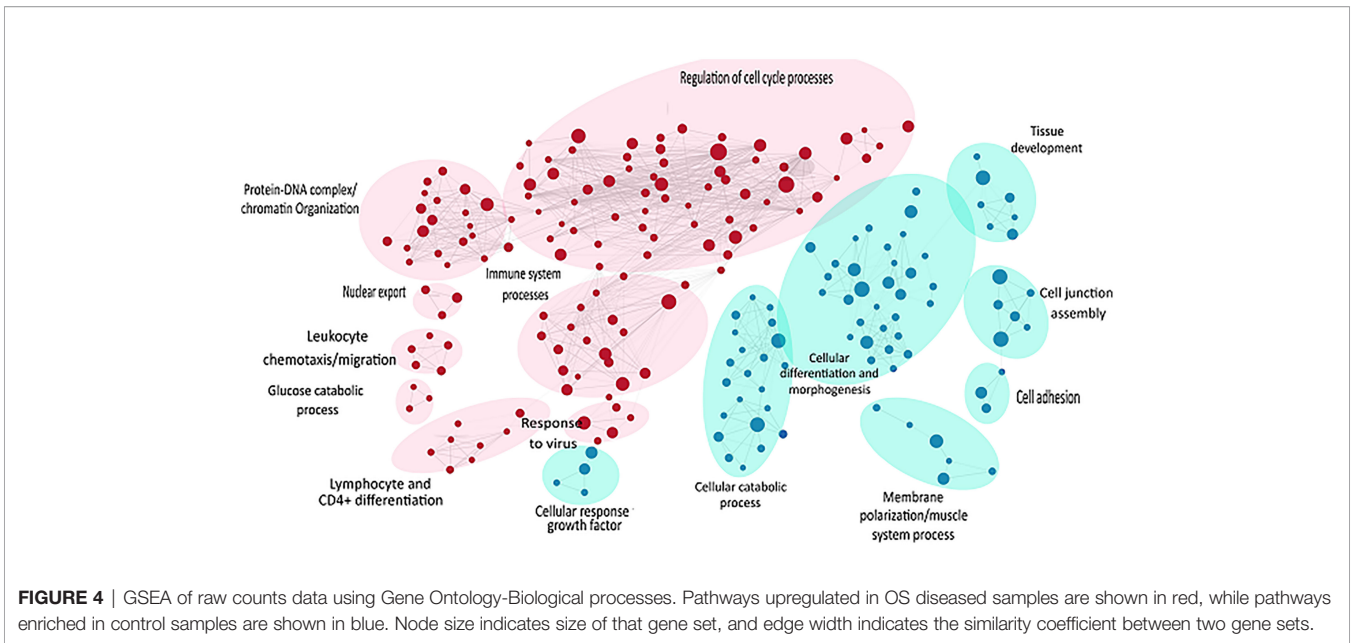 Regulation of cell cycle processes
Tissue
development
Protein-DNA complex/
chromatin Organization
Immune system
processes
Nuclear export
Cell junction
assembly
Leukocyte
chemotaxis/migration
Cellular
differentiation and
morphogenesis
Glucose catabolic
process
Cell adhesion
Response
to virus
Lymphocyte and
CD4+ differentiation
Cellular catabolic
process
Membrane
polarization/muscle
system process
Cellular response
growth factor
FIGURE 4 | GSEA of raw counts data using Gene Ontology-Biological processes. Pathways upregulated in OS diseased samples are shown in red, while pathways
enriched in control samples are shown in blue. Node size indicates size of that gene set, and edge width indicates the similarity coefficient between two gene sets.